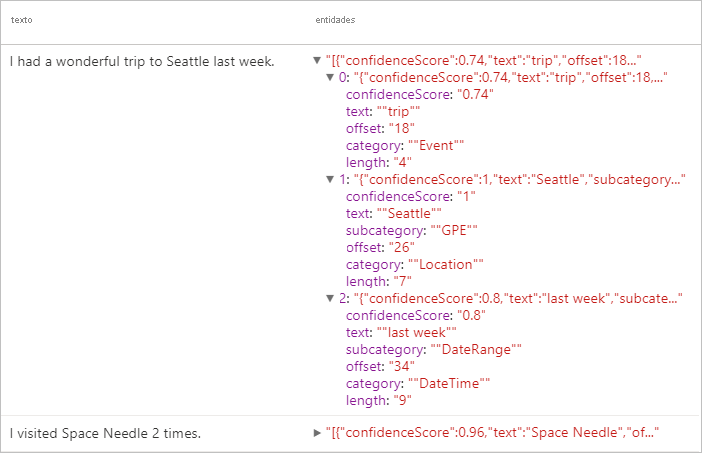 texto entidades
I had a wonderful trip to Seattle last week. "[{"confidenceScore":0.74,"text":"trip","offset":18..."
0: "{"confidenceScore":0.74,"text":"trip","offset":18,..."
confidenceScore: "0.74"
text: ""trip""
offset: "18"
category: ""Event""
length: "4"
1: "{"confidenceScore":1,"text":"Seattle","subcategory..."
confidenceScore: "1"
text: ""Seattle""
subcategory: ""GPE""
offset: "26"
category: ""Location""
length: "7"
2: "{"confidenceScore":0.8,"text":"last week","subcate..."
confidenceScore: "0.8"
text: ""last week""
subcategory: ""DateRange""
offset: "34"
category: ""DateTime""
length: "9"
I visited Space Needle 2 times. "[{"confidenceScore":0.96,"text":"Space Needle","of..."